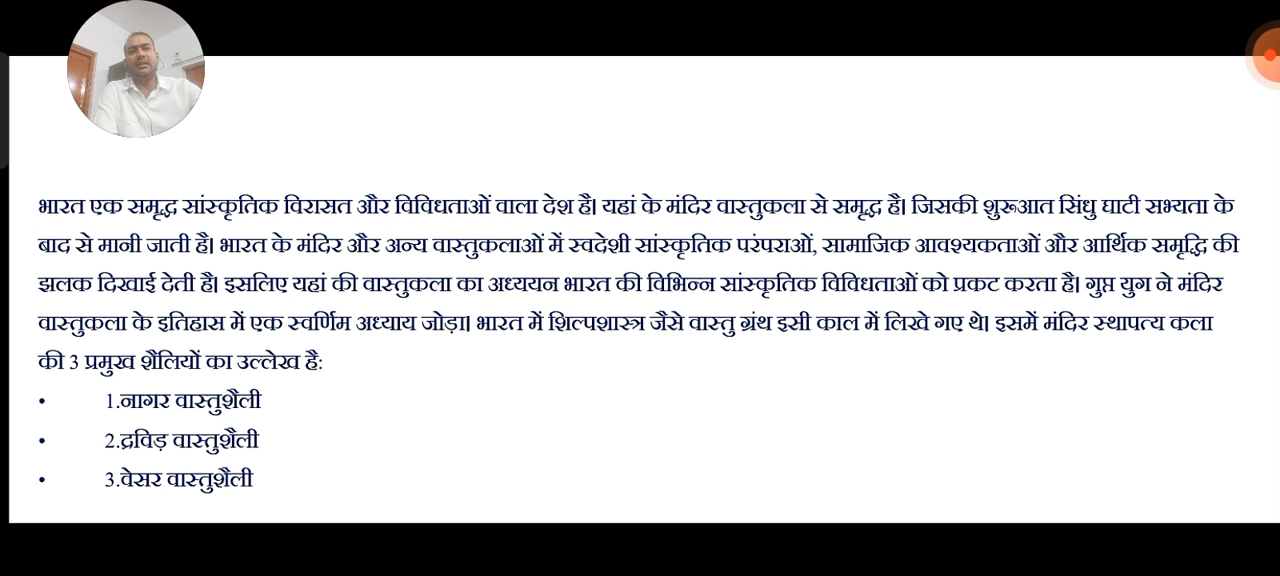 भारत एक समृद्ध सांस्कृतिक विरासत और विविधताओं वाला देश है। यहां के मंदिर वास्तुकला से समृद्ध है। जिसकी शुरूआत सिंधु घाटी सभ्यता के
बाद से मानी जाती है। भारत के मंदिर और अन्य वास्तुकलाओं में स्वदेशी सांस्कृतिक परंपराओं, सामाजिक आवश्यकताओं और आर्थिक समृद्धि की
झलक दिखाई देती है। इसलिए यहां की वास्तुकला का अध्ययन भारत की विभिन्न सांस्कृतिक विविधताओं को प्रकट करता है। गुप्त युग ने मंदिर
वास्तुकला के इतिहास में एक स्वर्णिम अध्याय जोड़ा। भारत में शिल्पशास्त्र जैसे वास्तु ग्रंथ इसी काल में लिखे गए थे। इसमें मंदिर स्थापत्य कला
की 3 प्रमुख शैलियों का उल्लेख है:
• 1.नागर वास्तुशैली
• 2.द्रविड़ वास्तुशैली
• 3.वेसर वास्तुशैली